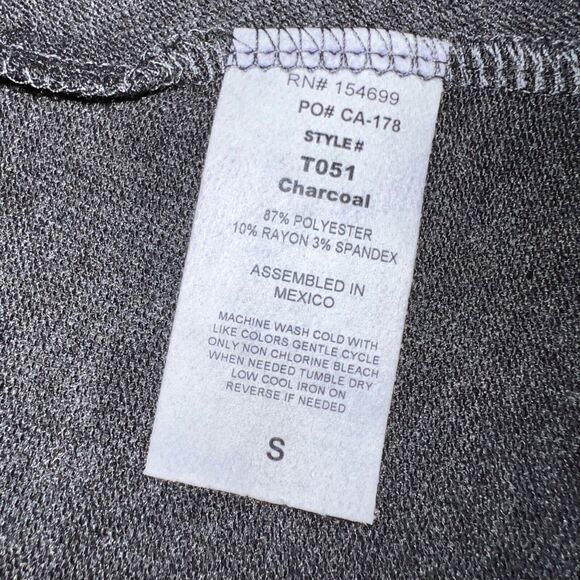 RN# 154699
PO# CA-178
STYLE#
T051
Charcoal
87% POLYESTER
10% RAYON 3% SPANDEX
ASSEMBLED IN
MEXICO
MACHINE WASH COLD WITH
LIKE COLORS GENTLE CYCLE
ONLY NON CHLORINE BLEACH
WHEN NEEDED TUMBLE DRY
LOW COOL IRON ON
REVERSE IF NEEDED
S